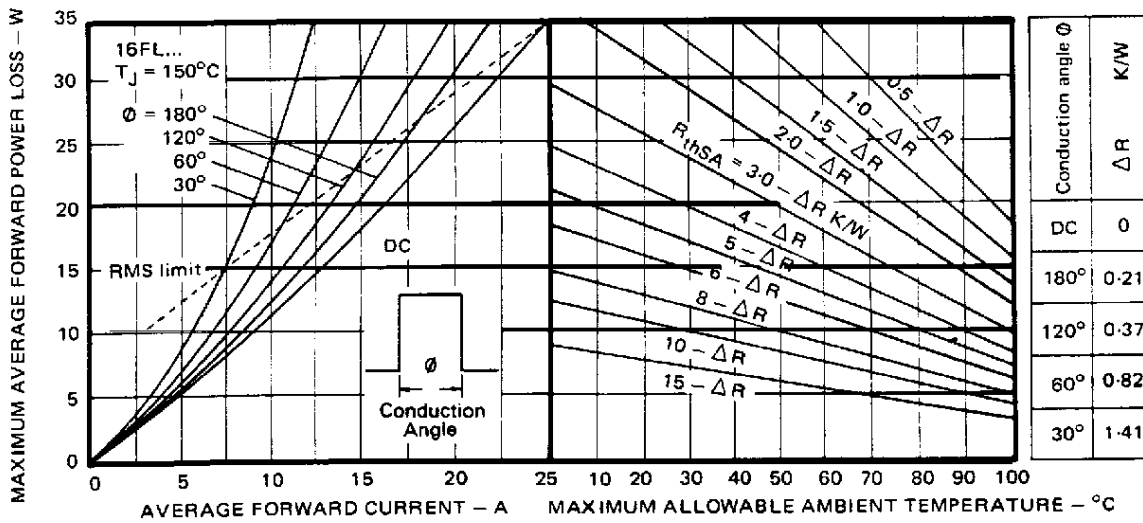 MAXIMUM AVERAGE FORWARD POWER LOSS – W
35
30
25
20
15
10
5
0
16FL...
TJ = 150°C
Ø = 180°
120°
60°
30°
RMS limit
DC
Ø
Conduction
Angle
0 5 10 15 20 25
AVERAGE FORWARD CURRENT – A
0·5 – ΔR
1·0 – ΔR
1·5 – ΔR
2·0 – ΔR
RthSA = 3·0 – ΔR K/W
4 – ΔR
5 – ΔR
6 – ΔR
8 – ΔR
10 – ΔR
15 – ΔR
10 20 30 40 50 60 70 80 90 100
MAXIMUM ALLOWABLE AMBIENT TEMPERATURE – °C
Conduction angle Ø ΔR K/W
DC 0
180° 0·21
120° 0·37
60° 0·82
30° 1·41